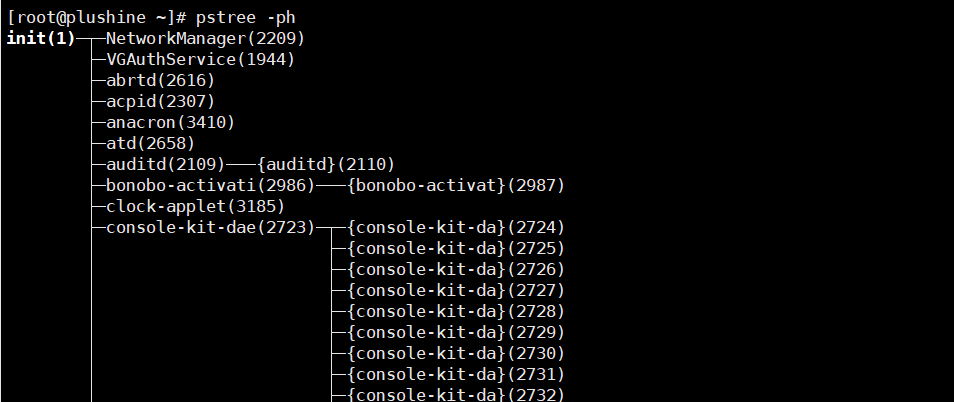 [root@plushine ~]# pstree -ph
init(1)─┬─NetworkManager(2209)
        ├─VGAuthService(1944)
        ├─abrtd(2616)
        ├─acpid(2307)
        ├─anacron(3410)
        ├─atd(2658)
        ├─auditd(2109)───{auditd}(2110)
        ├─bonobo-activati(2986)───{bonobo-activat}(2987)
        ├─clock-applet(3185)
        ├─console-kit-dae(2723)─┬─{console-kit-da}(2724)
        │                       ├─{console-kit-da}(2725)
        │                       ├─{console-kit-da}(2726)
        │                       ├─{console-kit-da}(2727)
        │                       ├─{console-kit-da}(2728)
        │                       ├─{console-kit-da}(2729)
        │                       ├─{console-kit-da}(2730)
        │                       ├─{console-kit-da}(2731)
        │                       ├─{console-kit-da}(2732)